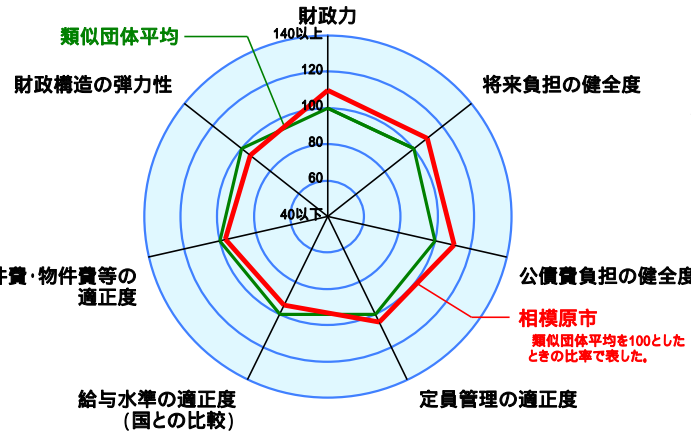 財政力
140以上
類似団体平均
120
財政構造の弾力性
将来負担の健全度
100
80
60
40以下
件費・物件費等の
適正度
公債費負担の健全度
相模原市
類似団体平均を100とした
ときの比率で表した。
給与水準の適正度
(国との比較)
定員管理の適正度